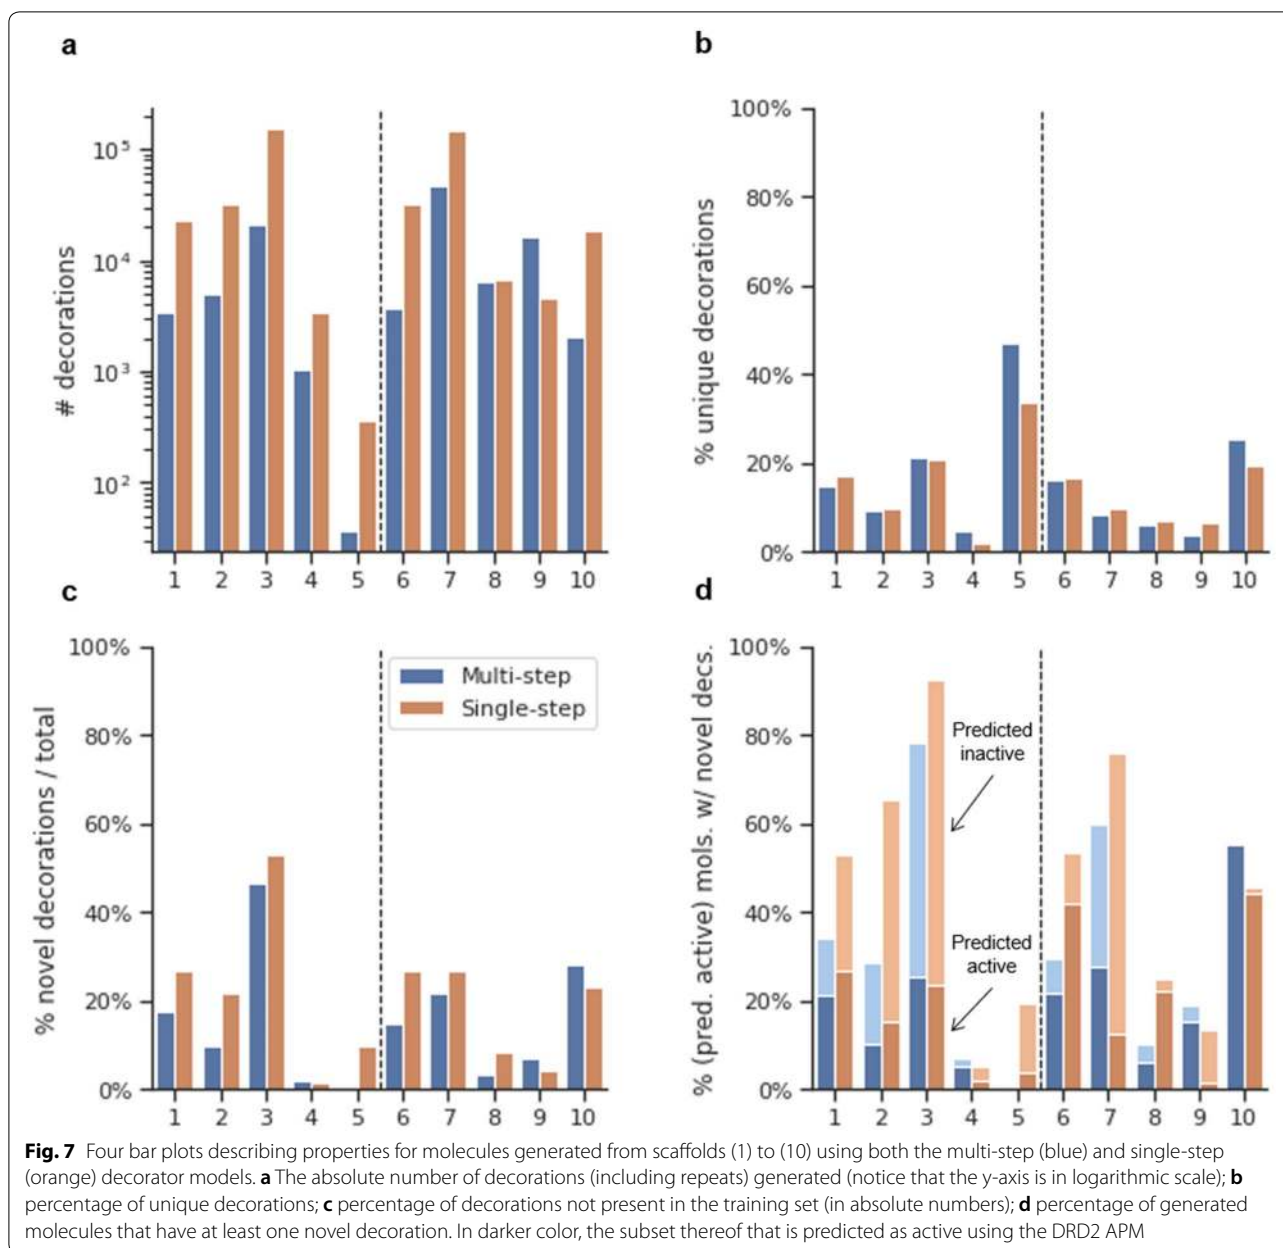 a
# decorations
10^5
10^4
10^3
10^2
1 2 3 4 5 6 7 8 9 10
b
% unique decorations
100%
80%
60%
40%
20%
0%
1 2 3 4 5 6 7 8 9 10
c
% novel decorations / total
100%
80%
60%
40%
20%
0%
Multi-step
Single-step
1 2 3 4 5 6 7 8 9 10
d
% (pred. active) mols. w/ novel decs.
100%
80%
60%
40%
20%
0%
Predicted
inactive
Predicted
active
1 2 3 4 5 6 7 8 9 10
Fig. 7 Four bar plots describing properties for molecules generated from scaffolds (1) to (10) using both the multi-step (blue) and single-step
(orange) decorator models. a The absolute number of decorations (including repeats) generated (notice that the y-axis is in logarithmic scale); b
percentage of unique decorations; c percentage of decorations not present in the training set (in absolute numbers); d percentage of generated
molecules that have at least one novel decoration. In darker color, the subset thereof that is predicted as active using the DRD2 APM